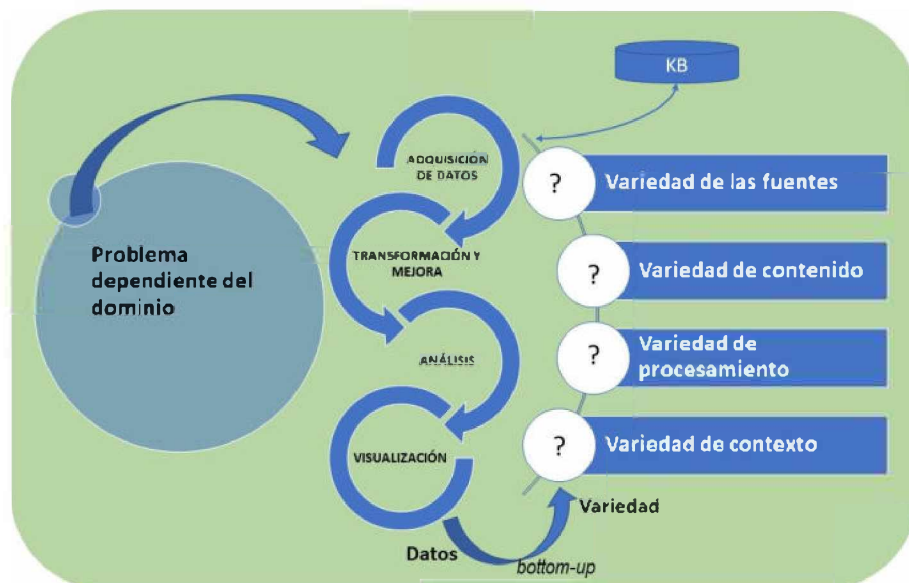 KB
ADQUISICIÓN
DE DATOS
?
Variedad de las fuentes
Problema
dependiente del
dominio
TRANSFORMACIÓN Y
MEJORA
?
Variedad de contenido
ANÁLISIS
?
Variedad de
procesamiento
VISUALIZACIÓN
?
Variedad de contexto
Variedad
Datos
bottom-up